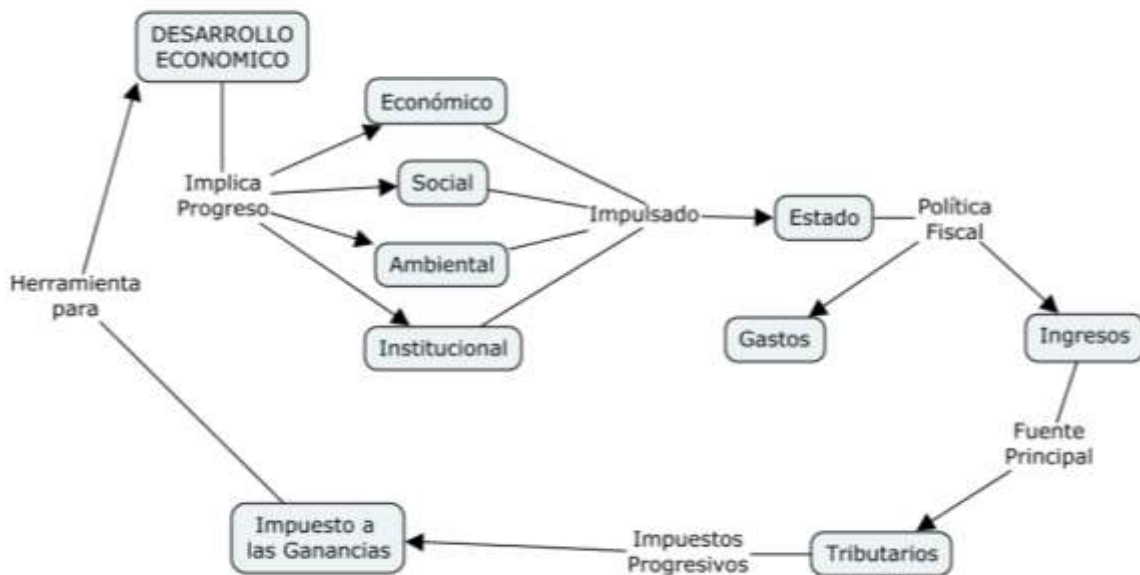 DESARROLLO
ECONOMICO
Económico
Implica
Progreso
Social
Impulsado
Estado
Política
Fiscal
Ambiental
Herramienta
para
Institucional
Gastos
Ingresos
Fuente
Principal
Impuesto a
las Ganancias
Impuestos
Progresivos
Tributarios